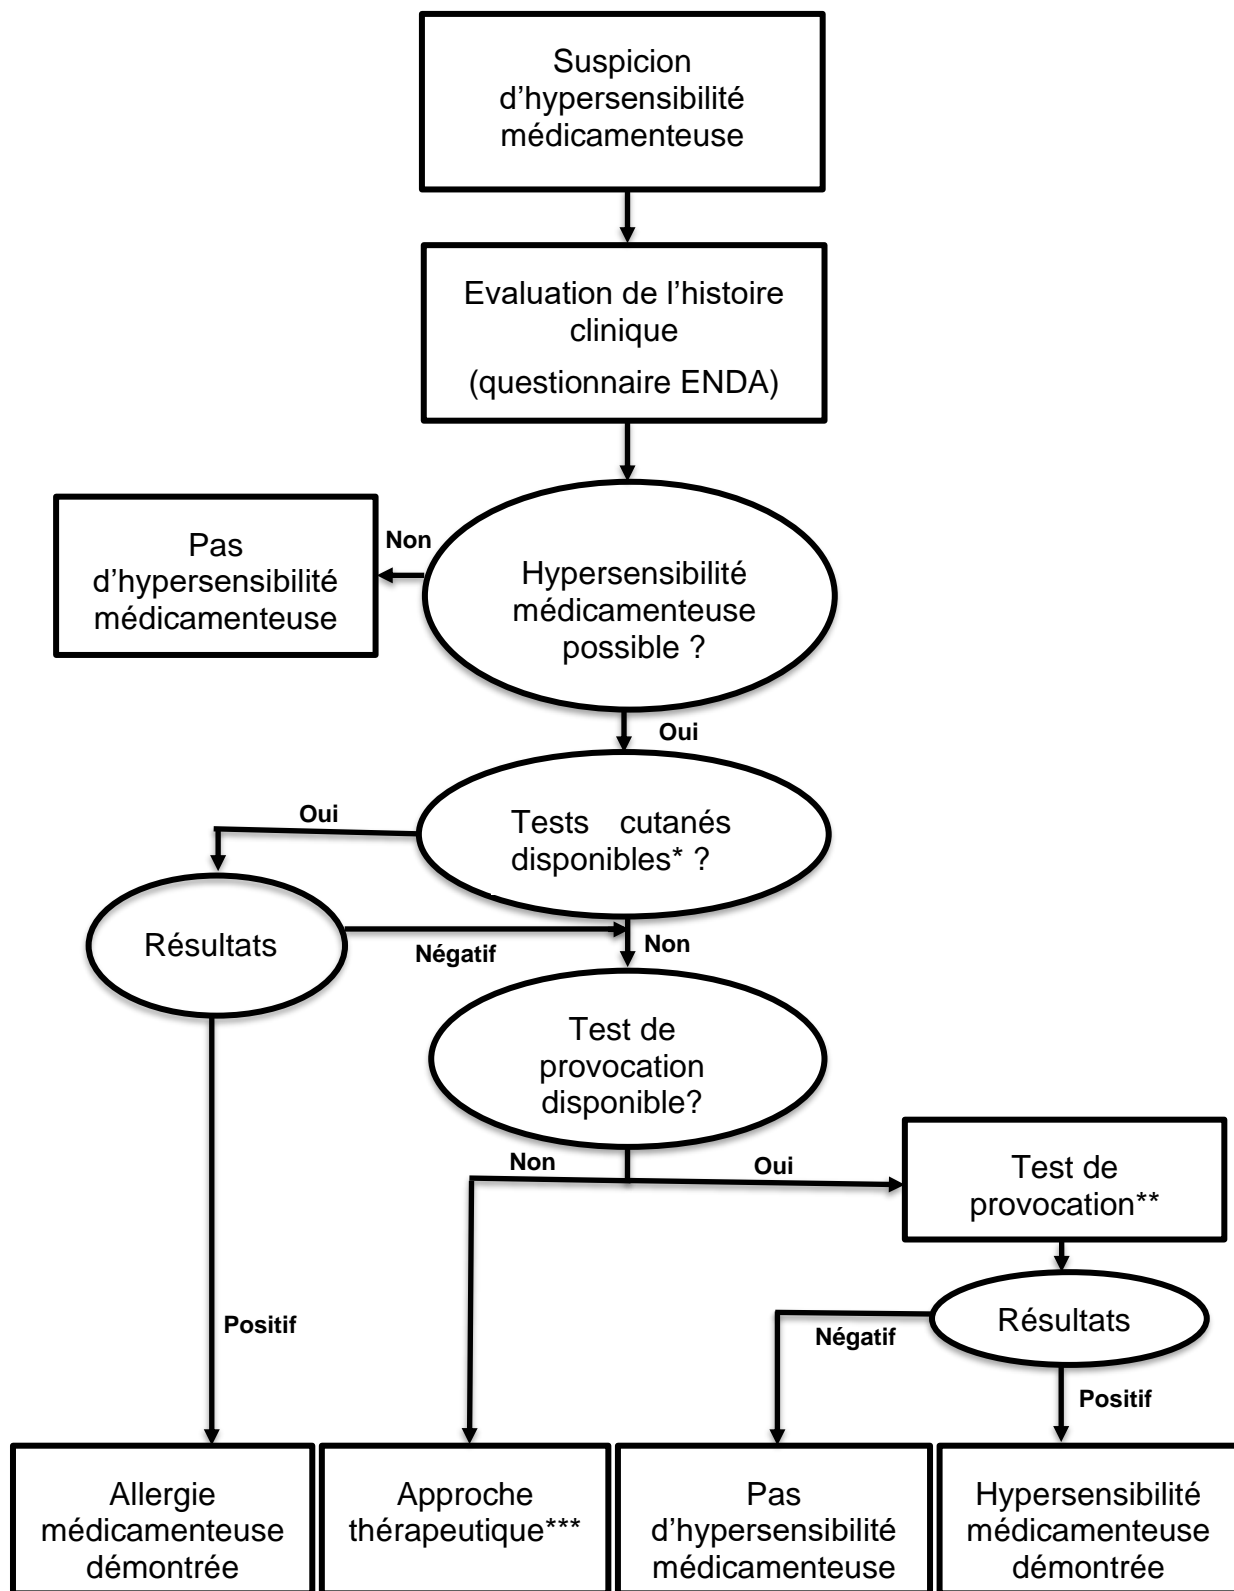 Suspicion
d'hypersensibilité
médicamenteuse
Evaluation de l'histoire
clinique
(questionnaire ENDA)
Non
Pas
d'hypersensibilité
médicamenteuse
Hypersensibilité
médicamenteuse
possible ?
Oui
Oui
Tests cutanés
disponibles* ?
Résultats
Négatif
Non
Test de
provocation
disponible?
Non
Oui
Test de
provocation**
Positif
Négatif
Résultats
Positif
Allergie
médicamenteuse
démontrée
Approche
thérapeutique***
Pas
d'hypersensibilité
médicamenteuse
Hypersensibilité
médicamenteuse
démontrée